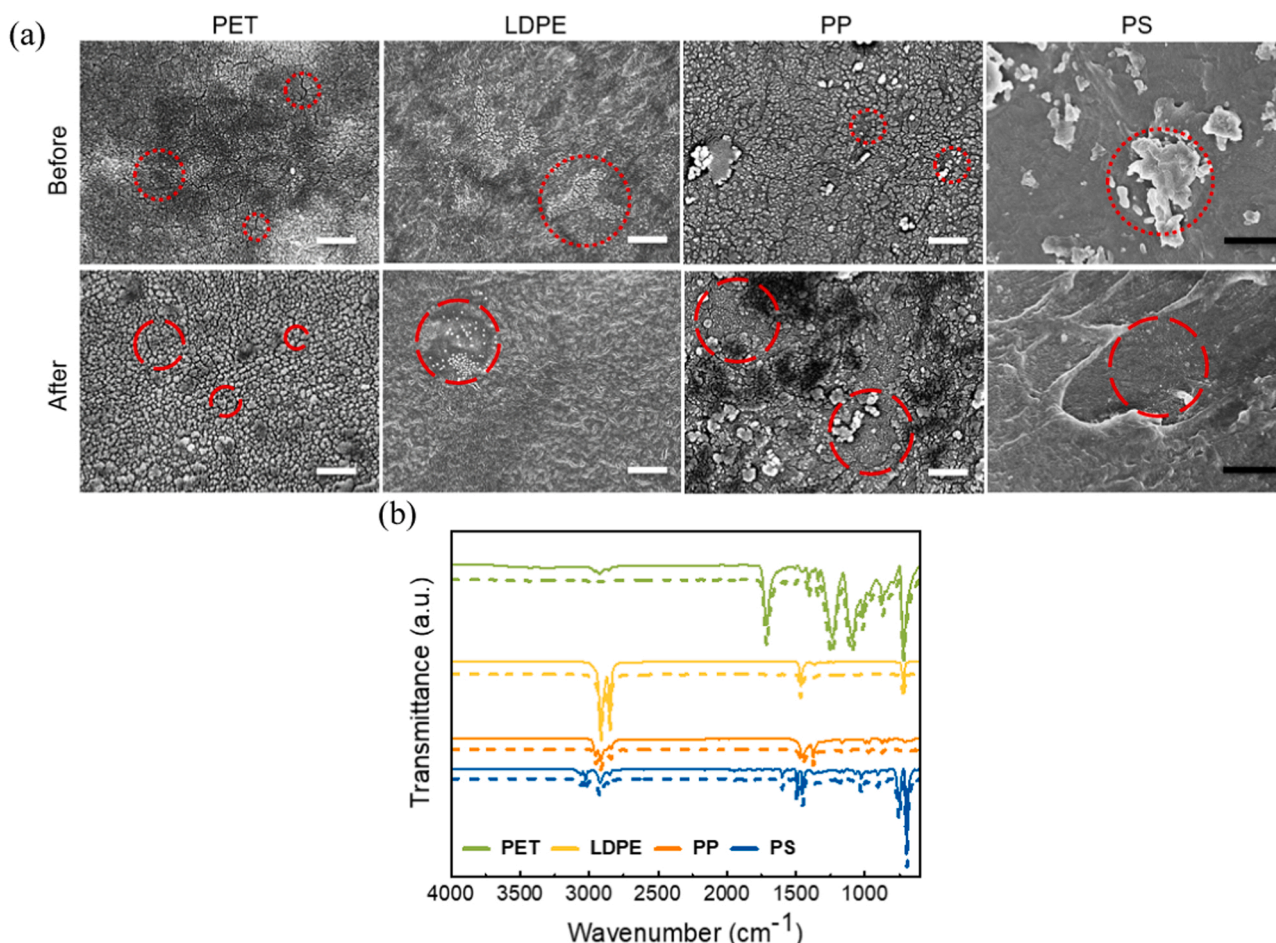 (a)
PET LDPE PP PS
Before
After
(b)
Transmittance (a.u.)
PET LDPE PP PS
4000 3500 3000 2500 2000 1500 1000
Wavenumber (cm⁻¹)